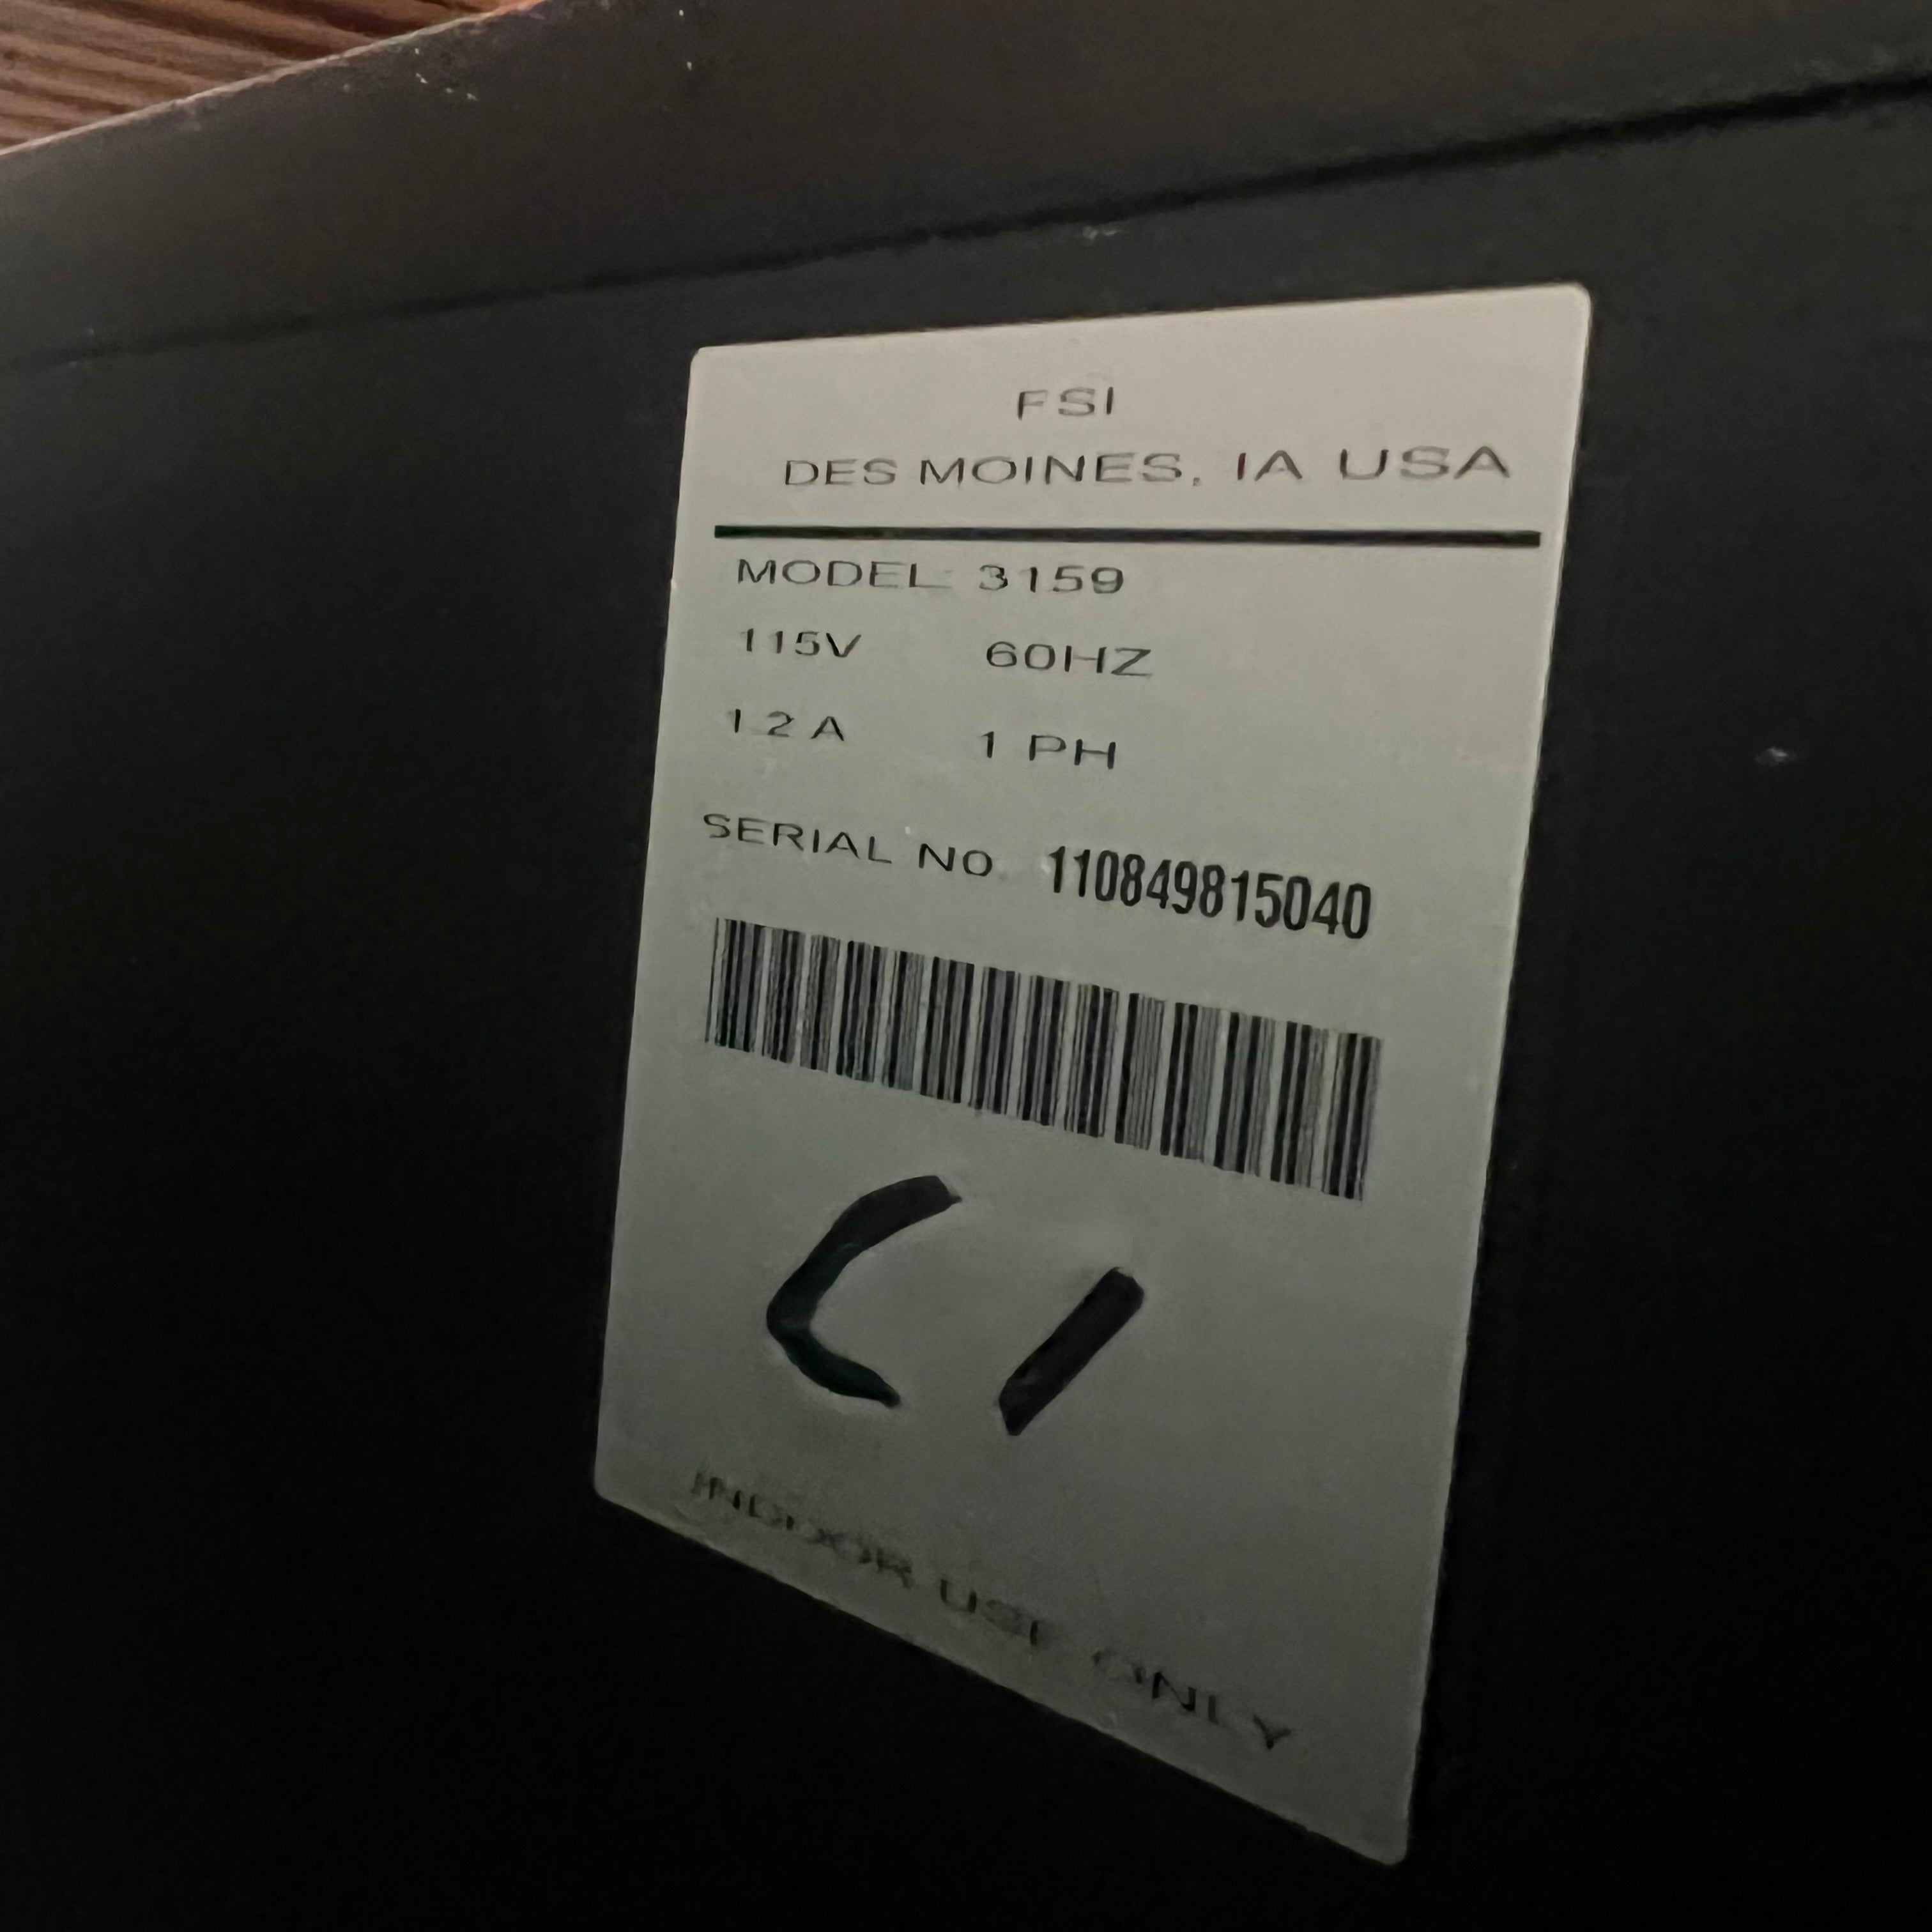 FSI
DES MOINES, IA USA
MODEL 3159
115V 60HZ
1.2 A 1 PH
SERIAL NO. 110849815040
C1
INDOOR USE ONLY